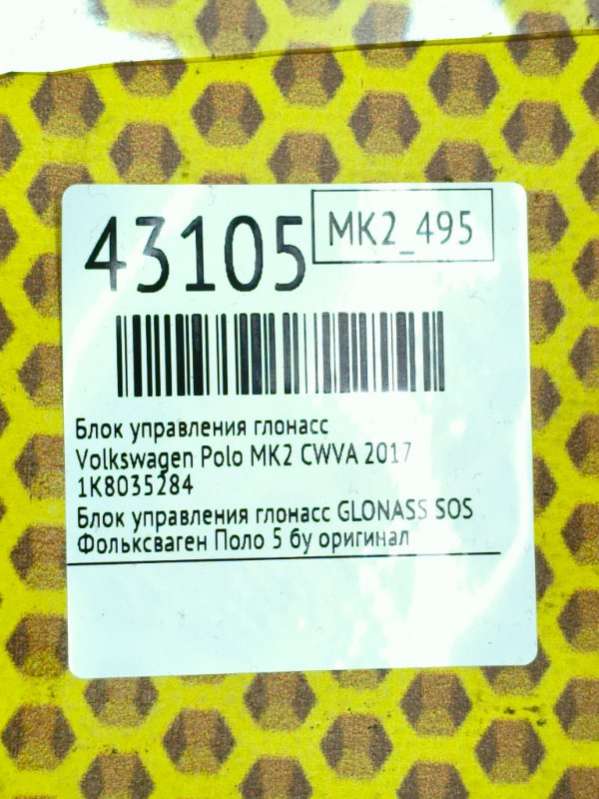 43105
MK2_495
Блок управления глонасс
Volkswagen Polo MK2 CWVA 2017
1K8035284
Блок управления глонасс GLONASS SOS
Фольксваген Поло 5 бу оригинал